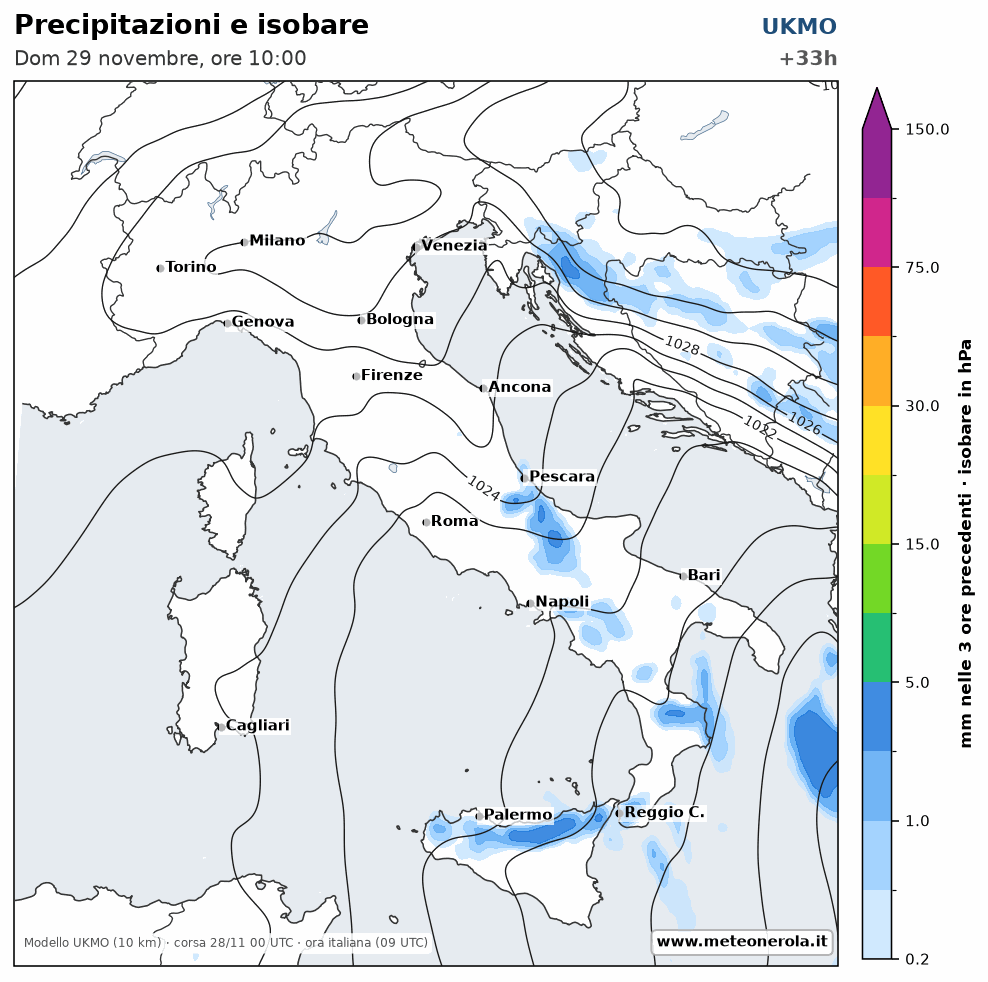 Precipitazioni e isobare
UKMO
Dom 29 novembre, ore 10:00
+33h
10
150.0
Milano
Venezia
Torino
75.0
Genova
Bologna
1028
Firenze
0
Ancona
30.0
1022
1026
Pescara
1024
Roma
15.0
Bari
Napoli
5.0
Cagliari
Palermo
Reggio C.
1.0
Modello UKMO (10 km) · corsa 28/11 00 UTC · ora italiana (09 UTC)
www.meteonerola.it
0.2
mm nelle 3 ore precedenti · isobare in hPa